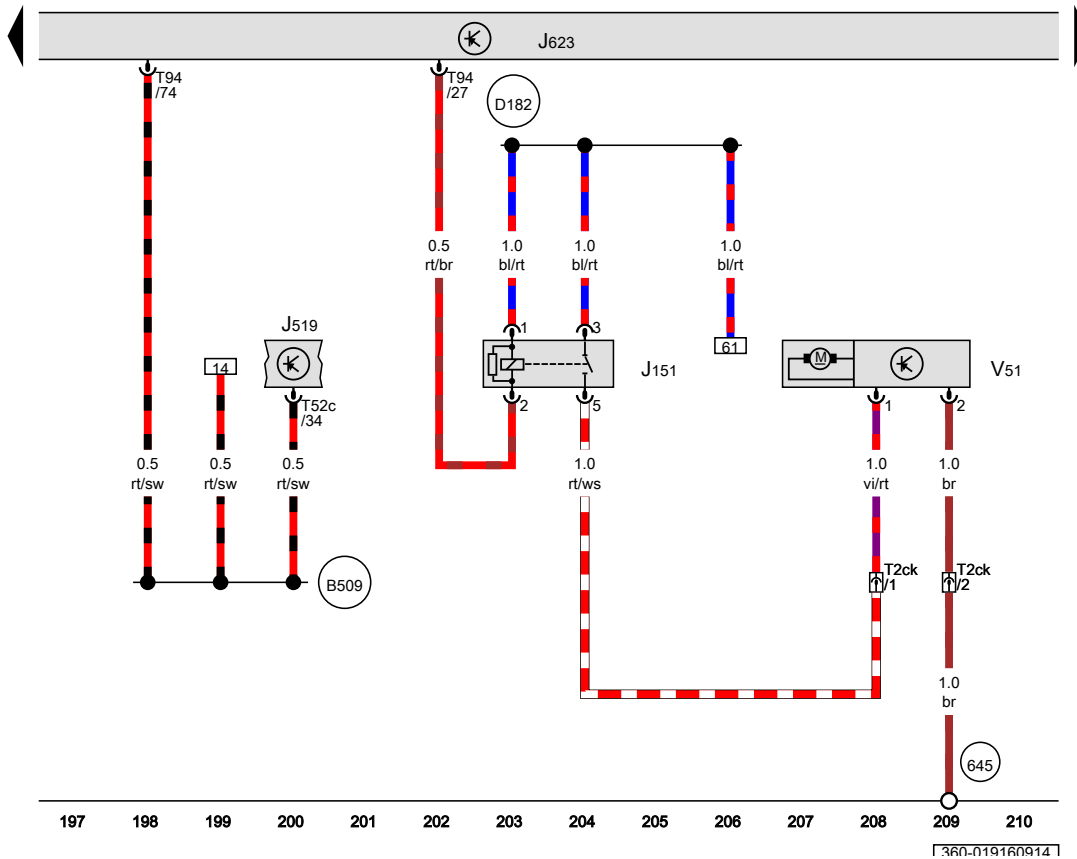 J623
T94
/74
T94
/27
D182
0.5
rt/br
1.0
bl/rt
1.0
bl/rt
1.0
bl/rt
J519
14
T52c
/34
1
3
J151
2
5
61
M
V51
1
2
0.5
rt/sw
0.5
rt/sw
0.5
rt/sw
1.0
rt/ws
1.0
vi/rt
1.0
br
B509
T2ck
/1
T2ck
/2
1.0
br
645
197 198 199 200 201 202 203 204 205 206 207 208 209 210
360-019160914